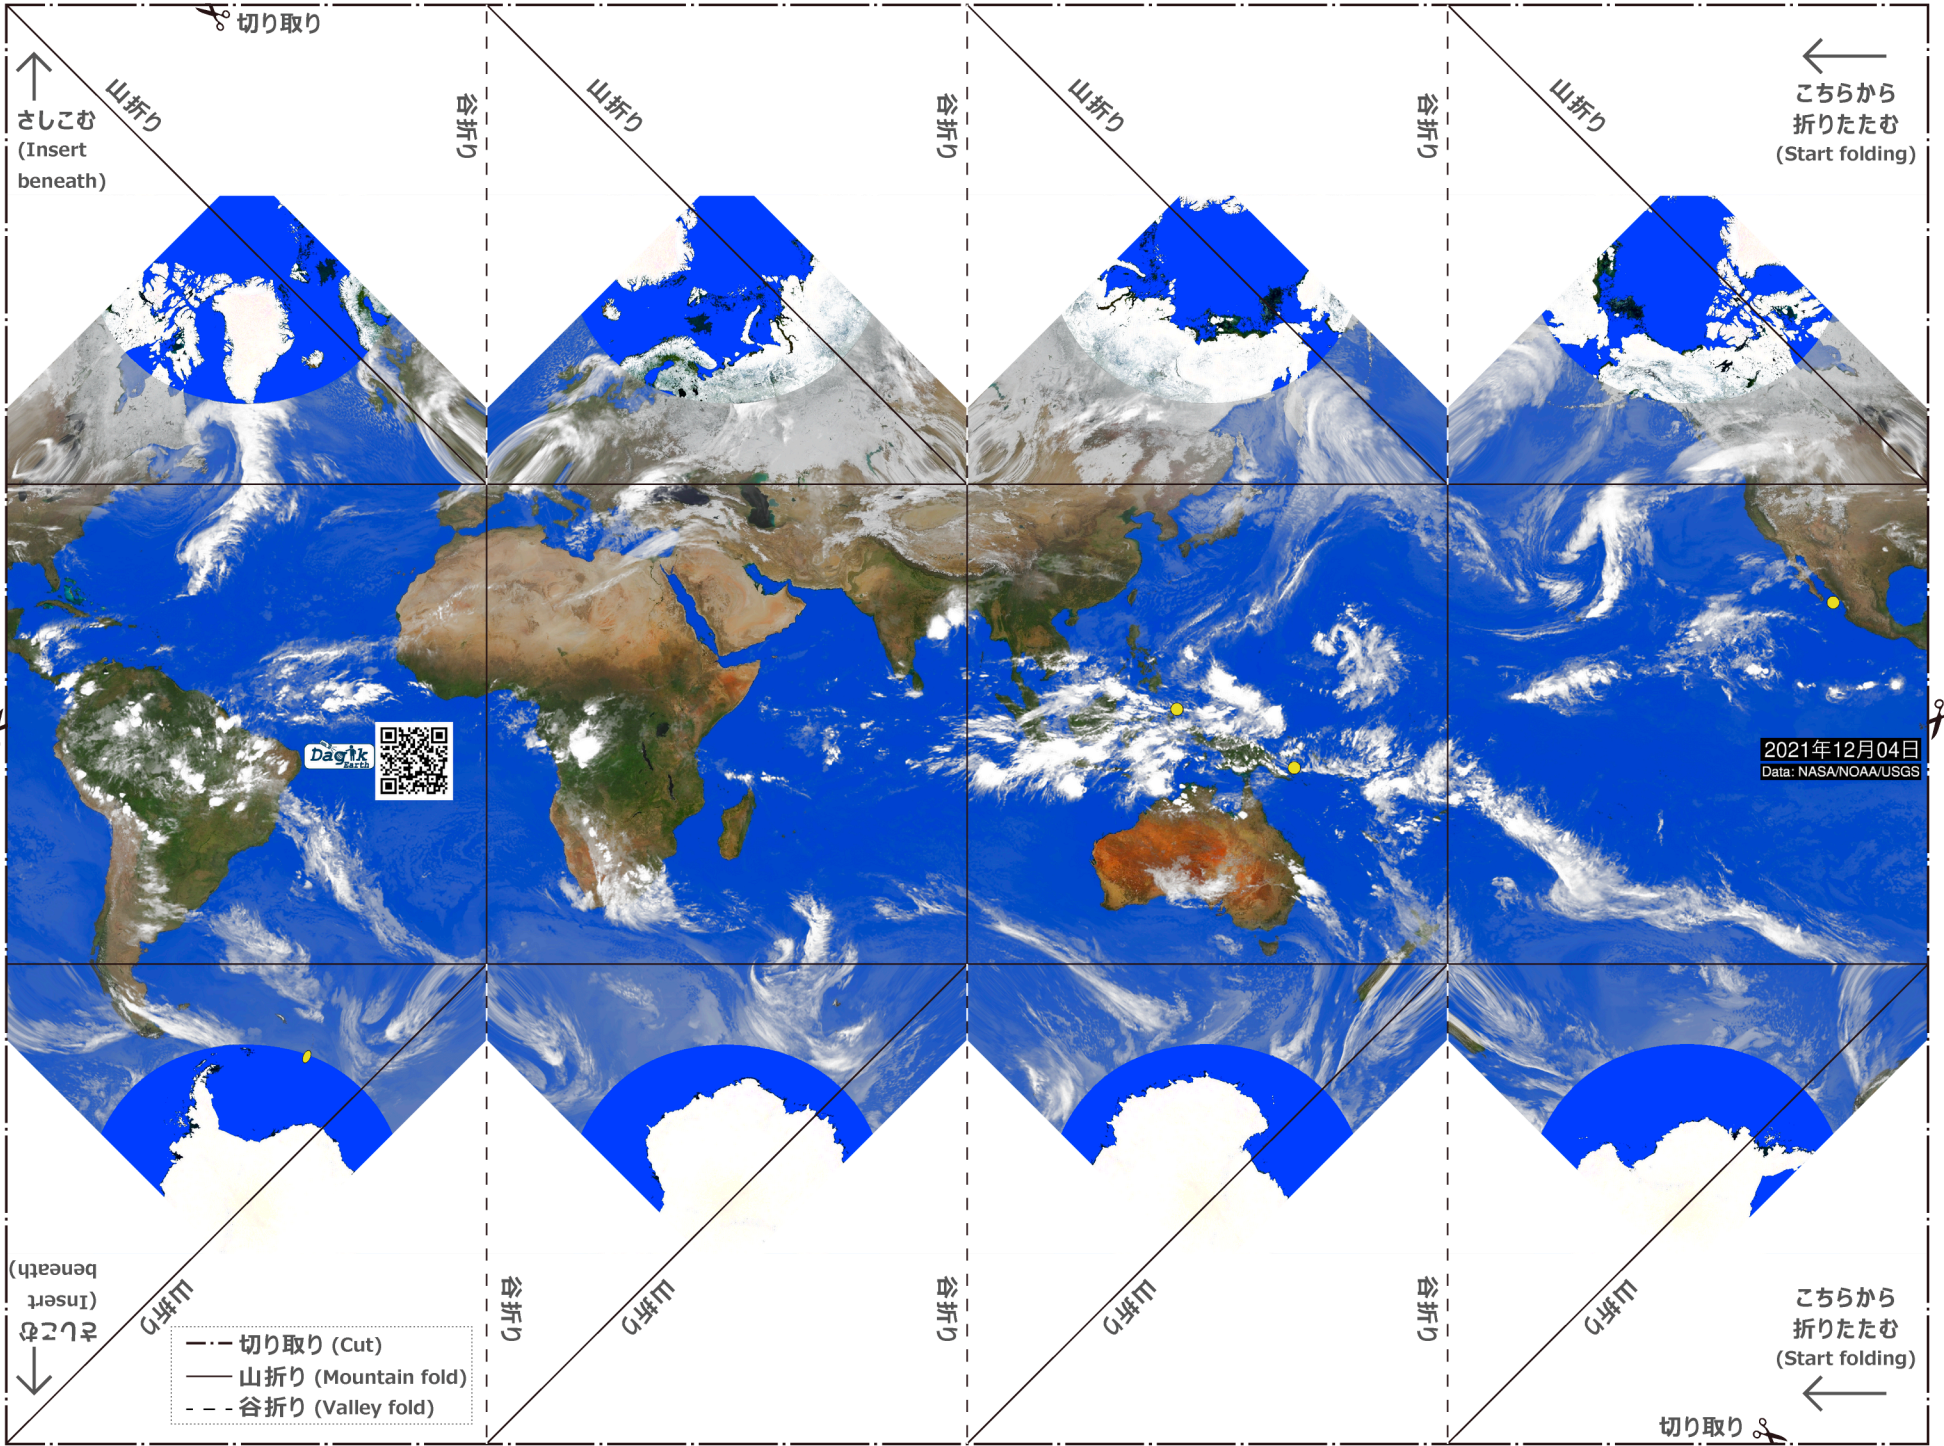 切り取り
山折り
谷折り
山折り
谷折り
山折り
谷折り
山折り
さしこむ
(Insert
beneath)
こちらから
折りたたむ
(Start folding)
Dagik
Earth
2021年12月04日
Data: NASA/NOAA/USGS
さしこむ
(Insert
beneath)
山折り
谷折り
山折り
谷折り
山折り
谷折り
山折り
切り取り (Cut)
山折り (Mountain fold)
谷折り (Valley fold)
こちらから
折りたたむ
(Start folding)
切り取り